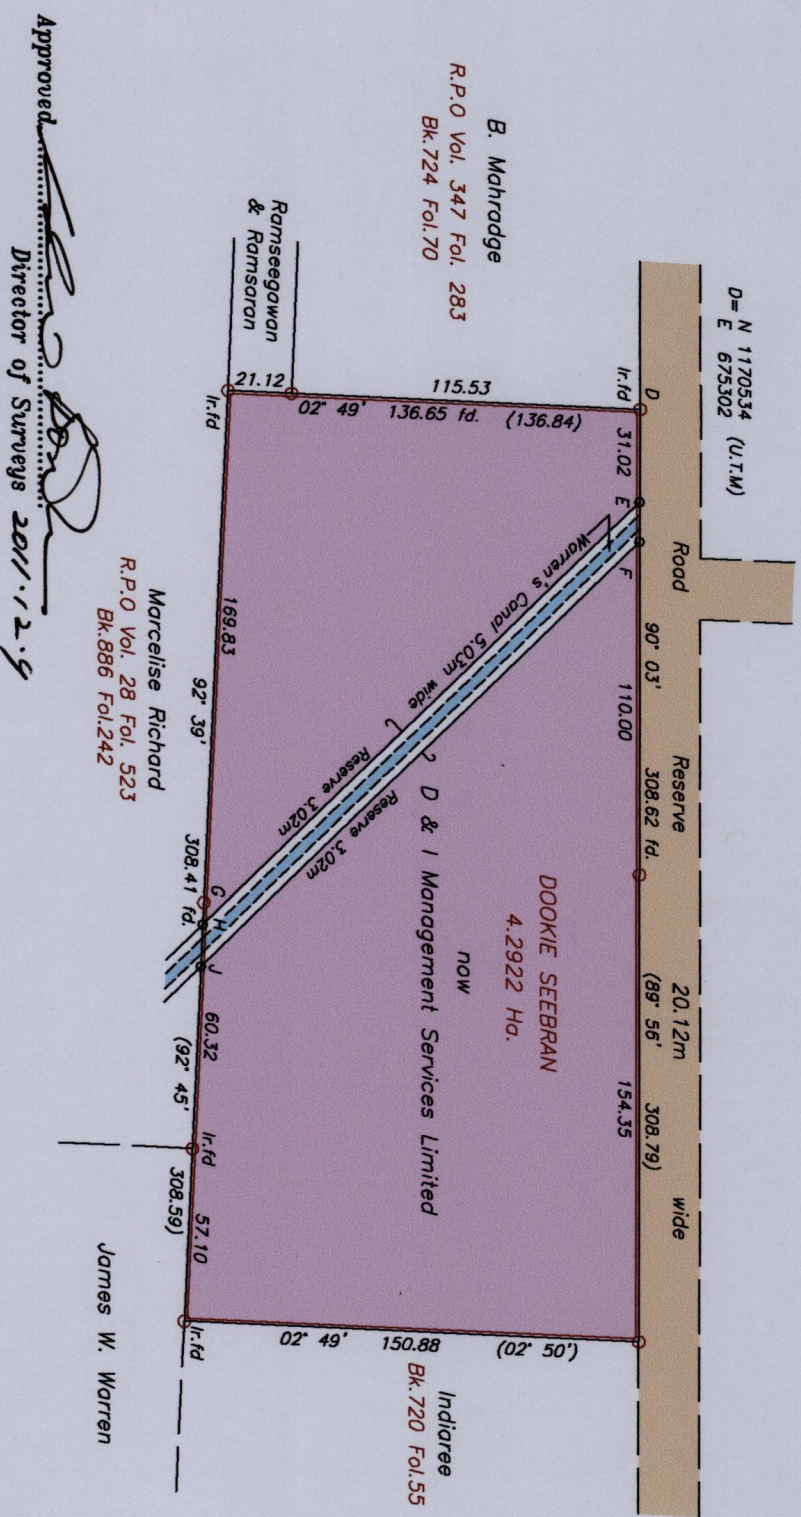 D= N 1170534
E 675302 (U.T.M)
Road Reserve 20.12m wide
D
Ir.fd
31.02
E
F
90° 03'
110.00
308.62 fd.
(89° 56'
154.35
308.79)
B. Mahradge
R.P.O Vol. 347 Fol. 283
Bk.724 Fol.70
115.53
02° 49' 136.65 fd. (136.84)
21.12
Ir.fd
Ramseegawan
& Ramsaran
Warren's Canal 5.03m wide
Reserve 3.02m
Reserve 3.02m
DOOKIE SEEBRAN
4.2922 Ha.
now
D & I Management Services Limited
02° 49' 150.88 (02° 50')
Indiaree
Bk.720 Fol.55
169.83
92° 39'
308.41 fd.
G
H
J
60.32
(92° 45'
Ir.fd
308.59)
57.10
Ir.fd
Marcelise Richard
R.P.O Vol. 28 Fol. 523
Bk.886 Fol.242
James W. Warren
Approved
Director of Surveys 2011.12.9